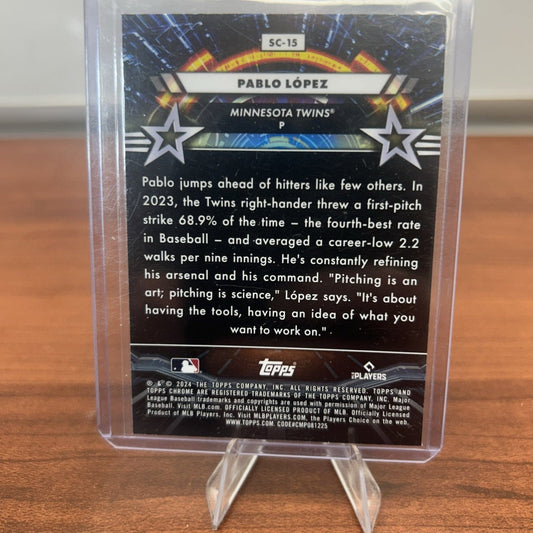 SC-15
PABLO LÓPEZ
MINNESOTA TWINS®
P
Pablo jumps ahead of hitters like few others. In
2023, the Twins right-hander threw a first-pitch
strike 68.9% of the time – the fourth-best rate
in Baseball – and averaged a career-low 2.2
walks per nine innings. He's constantly refining
his arsenal and his command. "Pitching is an
art; pitching is science," López says. "It's about
having the tools, having an idea of what you
want to work on."
Topps
PLAYERS
® & © 2024 THE TOPPS COMPANY, INC. ALL RIGHTS RESERVED. TOPPS AND
TOPPS CHROME ARE REGISTERED TRADEMARKS OF THE TOPPS COMPANY, INC. Major
League Baseball trademarks and copyrights are used with permission of Major League
Baseball. Visit MLB.com. OFFICIALLY LICENSED PRODUCT OF MLB. Officially Licensed
Product of MLB Players, Inc. Visit MLBPLAYERS.com, the Players Choice on the web.
WWW.TOPPS.COM. CODE#CMP081225